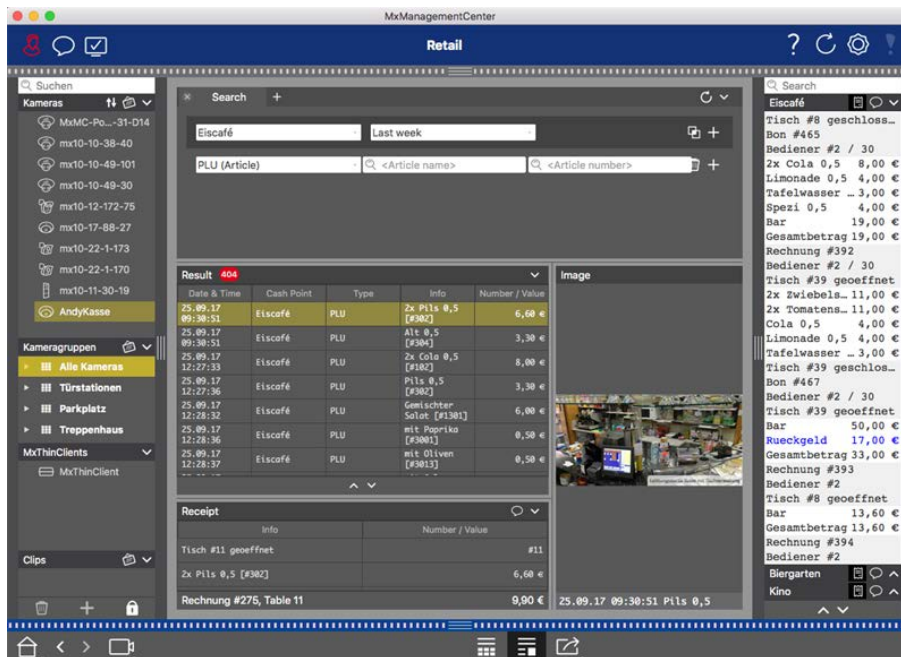 MxManagementCenter
Retail
Suchen
Kameras
MxMC-Po...-31-D14
mx10-10-38-40
mx10-10-49-101
mx10-10-49-30
mx10-12-172-75
mx10-17-88-27
mx10-22-1-173
mx10-22-1-170
mx10-11-30-19
AndyKasse
Kameragruppen
Alle Kameras
Türstationen
Parkplatz
Treppenhaus
MxThinClients
MxThinClient
Clips
Search
Eiscafé Last week
PLU (Article) <Article name> <Article number>
Result 404
Date & Time Cash Point Type Info Number / Value
25.09.17 09:30:51 Eiscafé PLU 2x Pils 0,5 [#302] 6,60 €
25.09.17 09:30:51 Eiscafé PLU Alt 0,5 [#304] 3,30 €
25.09.17 12:27:33 Eiscafé PLU 2x Cola 0,5 [#102] 8,00 €
25.09.17 12:27:36 Eiscafé PLU Pils 0,5 [#302] 3,30 €
25.09.17 12:28:32 Eiscafé PLU Gemischter Salat [#1301] 6,00 €
25.09.17 12:28:36 Eiscafé PLU mit Paprika [#3001] 0,50 €
25.09.17 12:28:37 Eiscafé PLU mit Oliven [#3013] 0,50 €
Receipt
Info Number / Value
Tisch #11 geoeffnet #11
2x Pils 0,5 [#302] 6,60 €
Rechnung #275, Table 11 9,90 €
Image
25.09.17 09:30:51 Pils 0,5
Search
Eiscafé
Tisch #8 geschloss…
Bon #465
Bediener #2 / 30
2x Cola 0,5 8,00 €
Limonade 0,5 4,00 €
Tafelwasser … 3,00 €
Spezi 0,5 4,00 €
Bar 19,00 €
Gesamtbetrag 19,00 €
Rechnung #392
Bediener #2 / 30
Tisch #39 geoeffnet
2x Zwiebels… 11,00 €
2x Tomatens… 11,00 €
Cola 0,5 4,00 €
Limonade 0,5 4,00 €
Tafelwasser … 3,00 €
Tisch #39 geschlos…
Bon #467
Bediener #2 / 30
Tisch #39 geoeffnet
Bar 50,00 €
Rueckgeld 17,00 €
Gesamtbetrag 33,00 €
Rechnung #393
Bediener #2
Tisch #8 geoeffnet
Bar 13,60 €
Gesamtbetrag 13,60 €
Rechnung #394
Bediener #2
Biergarten
Kino